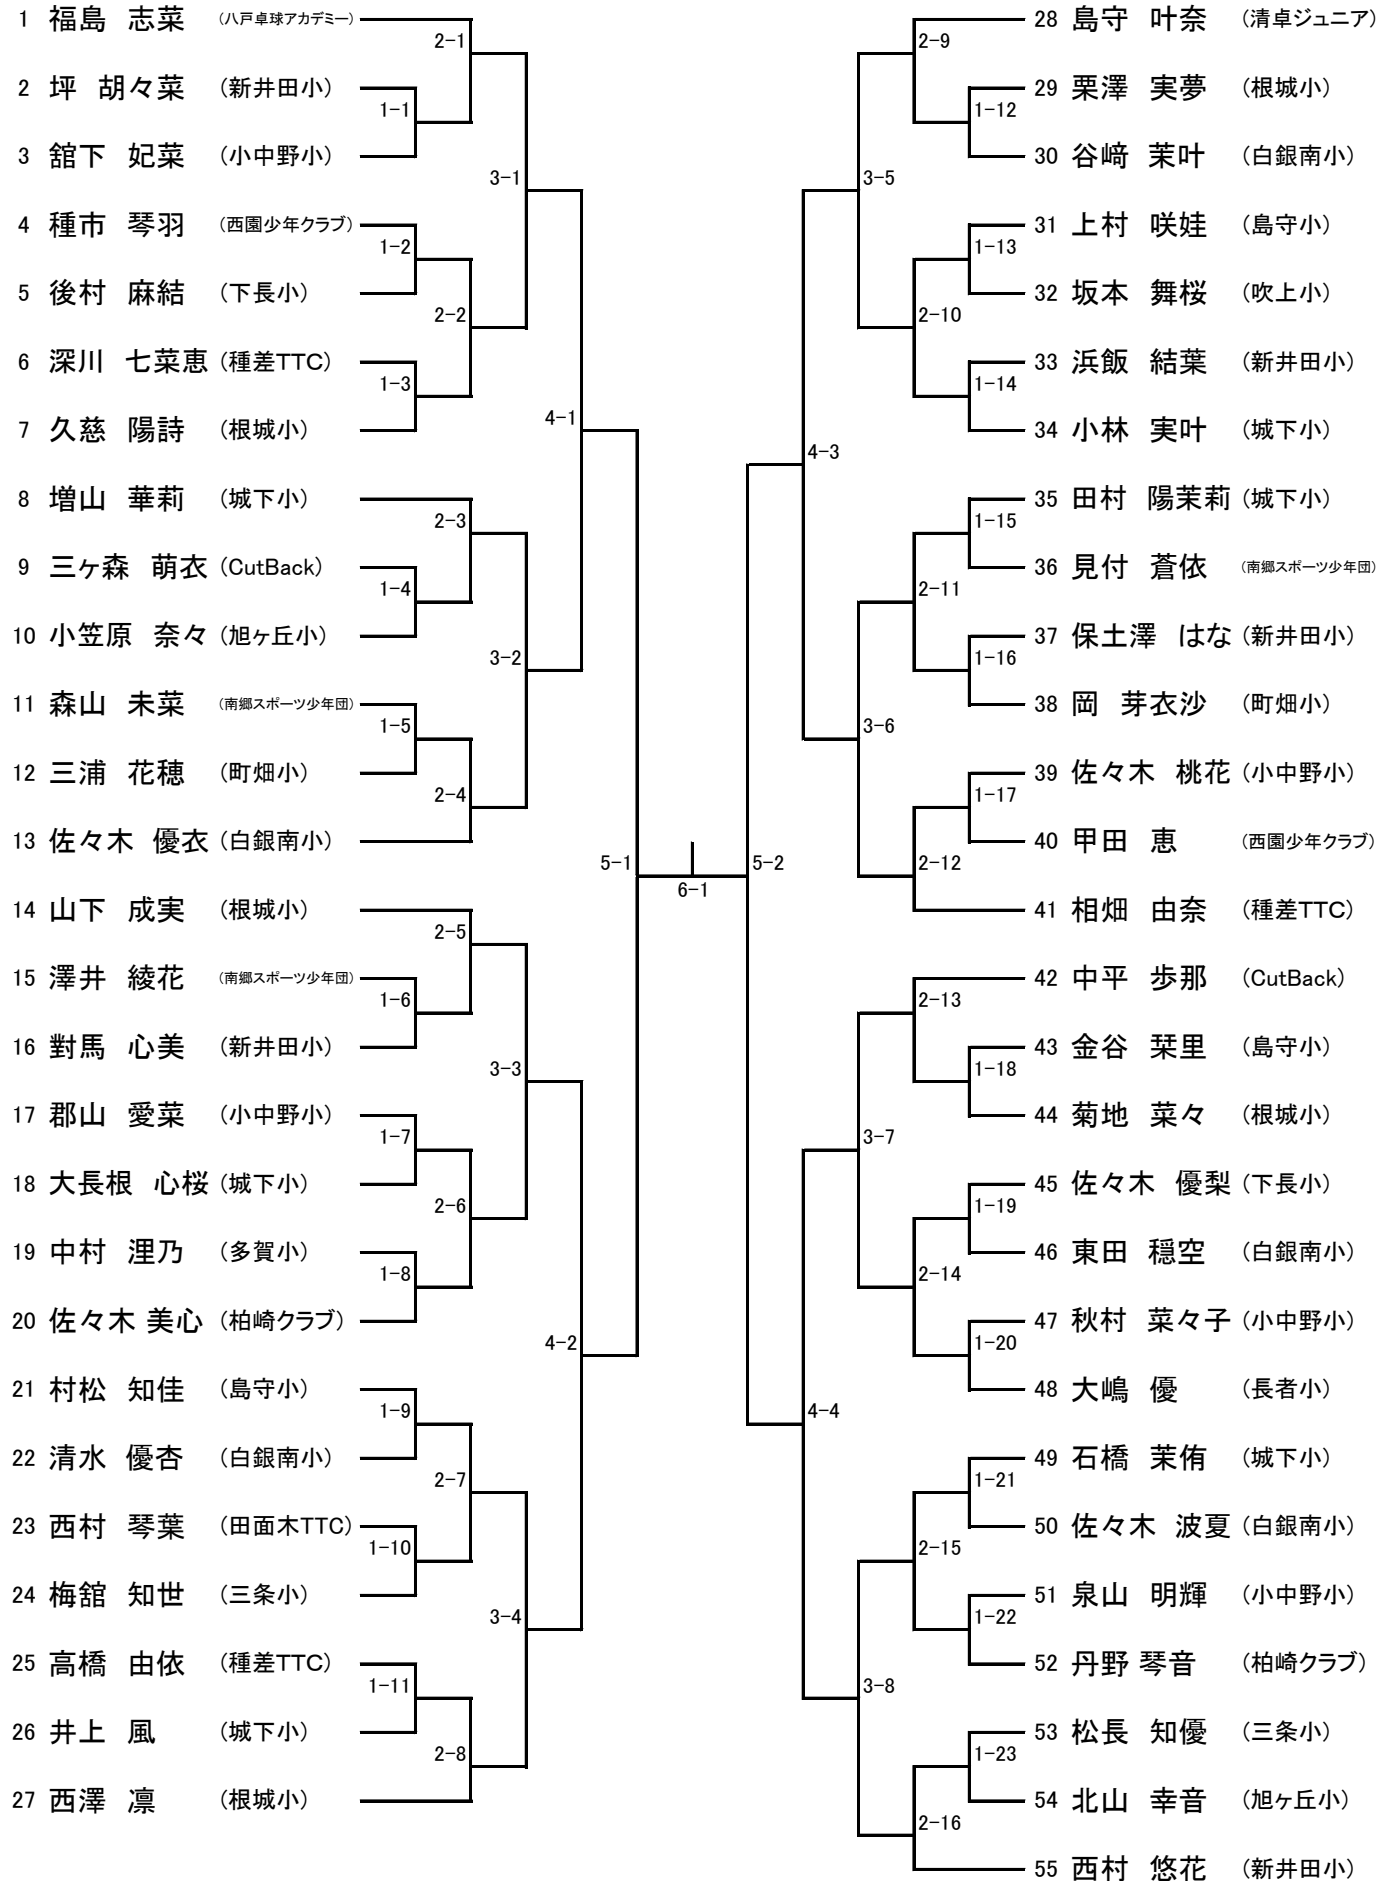 1 福島 志菜 (八戸卓球アカデミー)
2 坪 胡々菜 (新井田小)
3 舘下 妃菜 (小中野小)
4 種市 琴羽 (西園少年クラブ)
5 後村 麻結 (下長小)
6 深川 七菜恵 (種差TTC)
7 久慈 陽詩 (根城小)
8 増山 華莉 (城下小)
9 三ヶ森 萌衣 (CutBack)
10 小笠原 奈々 (旭ヶ丘小)
11 森山 未菜 (南郷スポーツ少年団)
12 三浦 花穂 (町畑小)
13 佐々木 優衣 (白銀南小)
14 山下 成実 (根城小)
15 澤井 綾花 (南郷スポーツ少年団)
16 對馬 心美 (新井田小)
17 郡山 愛菜 (小中野小)
18 大長根 心桜 (城下小)
19 中村 浬乃 (多賀小)
20 佐々木 美心 (柏崎クラブ)
21 村松 知佳 (島守小)
22 清水 優杏 (白銀南小)
23 西村 琴葉 (田面木TTC)
24 梅舘 知世 (三条小)
25 高橋 由依 (種差TTC)
26 井上 風 (城下小)
27 西澤 凛 (根城小)
2-1
1-1
3-1
1-2
2-2
1-3
4-1
2-3
1-4
3-2
1-5
2-4
5-1
2-5
1-6
3-3
1-7
2-6
1-8
4-2
1-9
2-7
1-10
3-4
1-11
2-8
6-1
28 島守 叶奈 (清卓ジュニア)
29 栗澤 実夢 (根城小)
30 谷﨑 茉叶 (白銀南小)
31 上村 咲娃 (島守小)
32 坂本 舞桜 (吹上小)
33 浜飯 結葉 (新井田小)
34 小林 実叶 (城下小)
35 田村 陽茉莉 (城下小)
36 見付 蒼依 (南郷スポーツ少年団)
37 保土澤 はな (新井田小)
38 岡 芽衣沙 (町畑小)
39 佐々木 桃花 (小中野小)
40 甲田 恵 (西園少年クラブ)
41 相畑 由奈 (種差TTC)
42 中平 歩那 (CutBack)
43 金谷 栞里 (島守小)
44 菊地 菜々 (根城小)
45 佐々木 優梨 (下長小)
46 東田 穏空 (白銀南小)
47 秋村 菜々子 (小中野小)
48 大嶋 優 (長者小)
49 石橋 茉侑 (城下小)
50 佐々木 波夏 (白銀南小)
51 泉山 明輝 (小中野小)
52 丹野 琴音 (柏崎クラブ)
53 松長 知優 (三条小)
54 北山 幸音 (旭ヶ丘小)
55 西村 悠花 (新井田小)
2-9
1-12
3-5
1-13
2-10
1-14
4-3
1-15
2-11
1-16
3-6
1-17
5-2
2-12
2-13
1-18
3-7
1-19
2-14
1-20
4-4
1-21
2-15
1-22
3-8
1-23
2-16